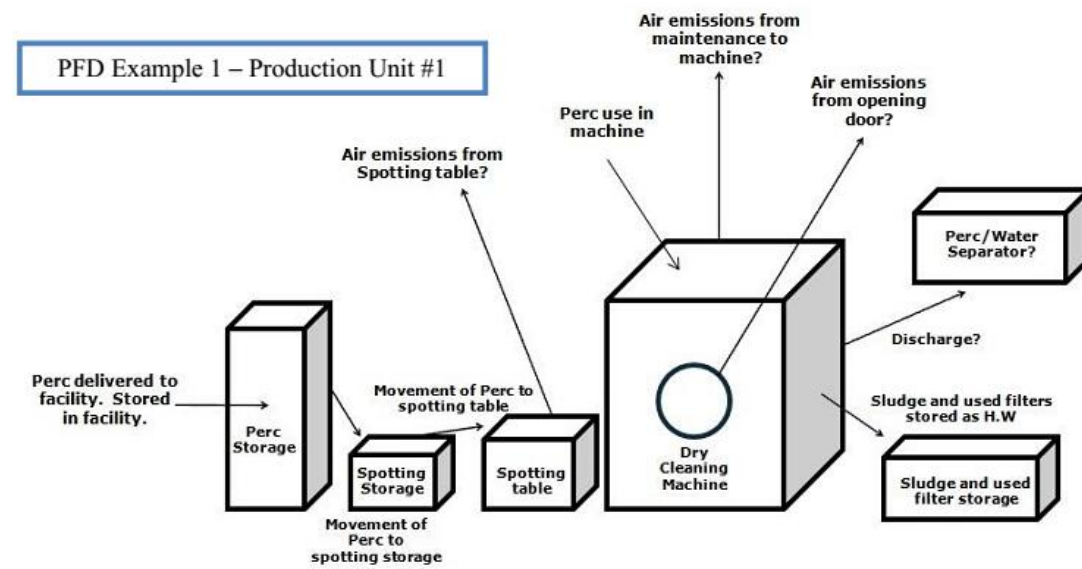 PFD Example 1 – Production Unit #1
Air emissions from
maintenance to
machine?
Air emissions
from opening
door?
Perc use in
machine
Air emissions from
Spotting table?
Perc/Water
Separator?
Discharge?
Perc delivered to
facility. Stored
in facility.
Perc
Storage
Movement of Perc to
spotting table
Spotting
Storage
Movement of
Perc to
spotting storage
Spotting
table
Dry
Cleaning
Machine
Sludge and used filters
stored as H.W
Sludge and used
filter storage